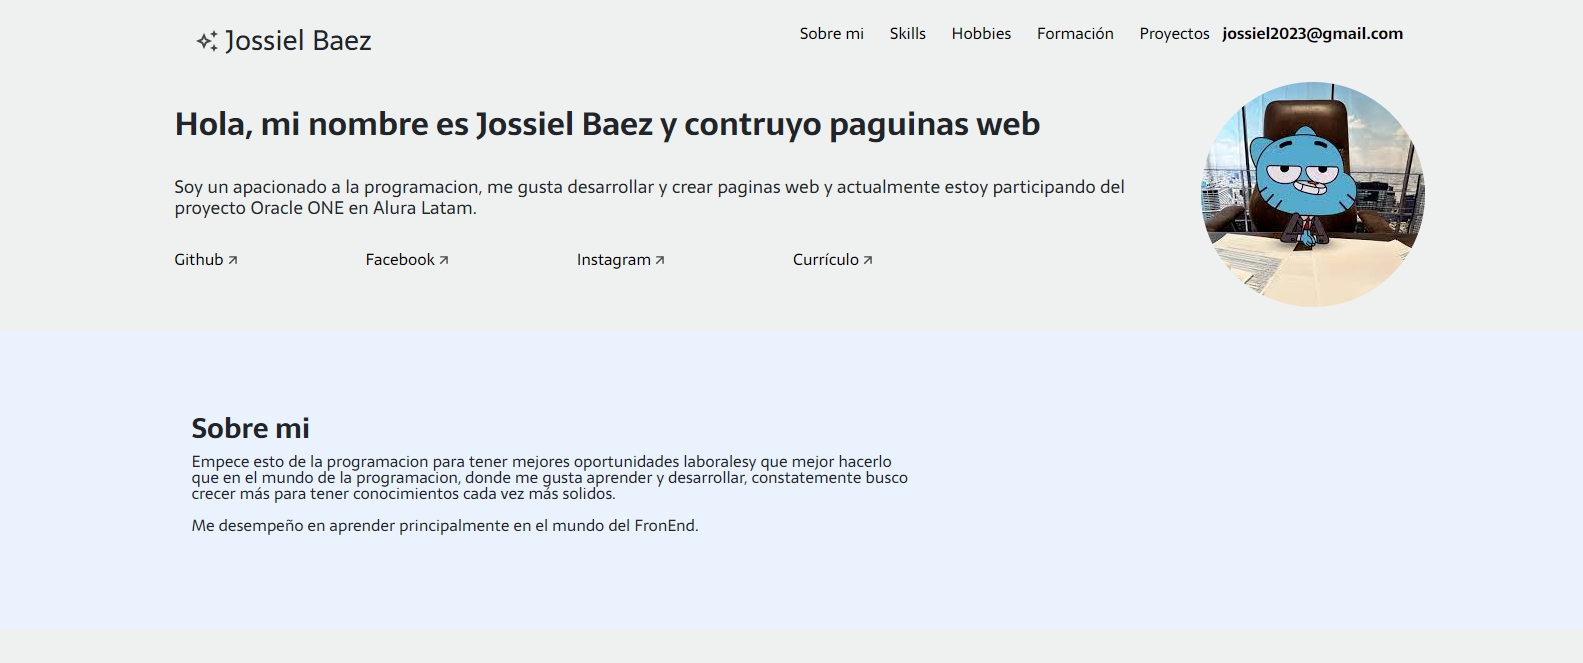 Jossiel Baez
Sobre mi Skills Hobbies Formación Proyectos jossiel2023@gmail.com
Hola, mi nombre es Jossiel Baez y contruyo paguinas web
Soy un apacionado a la programacion, me gusta desarrollar y crear paginas web y actualmente estoy participando del
proyecto Oracle ONE en Alura Latam.
Github Facebook Instagram Currículo
Sobre mi
Empece esto de la programacion para tener mejores oportunidades laboralesy que mejor hacerlo
que en el mundo de la programacion, donde me gusta aprender y desarrollar, constatemente busco
crecer más para tener conocimientos cada vez más solidos.
Me desempeño en aprender principalmente en el mundo del FronEnd.